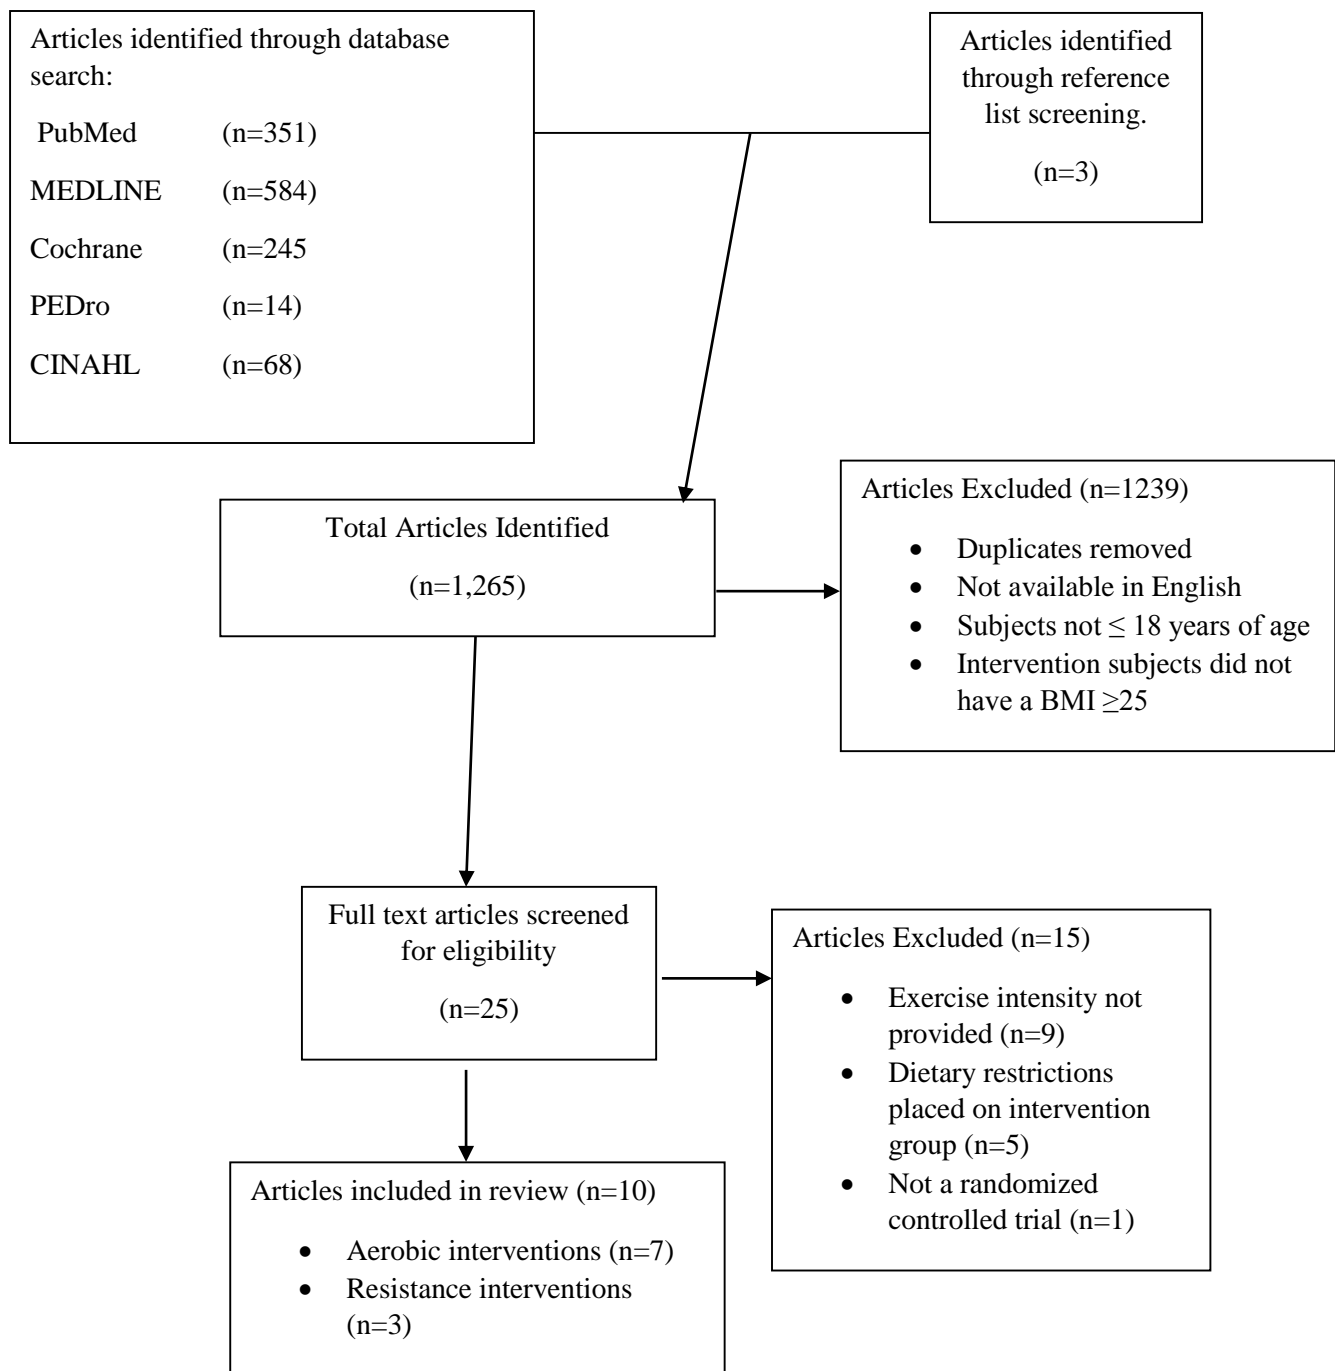 Articles identified through database
search:
PubMed (n=351)
MEDLINE (n=584)
Cochrane (n=245
PEDro (n=14)
CINAHL (n=68)
Articles identified
through reference
list screening.
(n=3)
Total Articles Identified
(n=1,265)
Articles Excluded (n=1239)
• Duplicates removed
• Not available in English
• Subjects not ≤ 18 years of age
• Intervention subjects did not
have a BMI ≥25
Full text articles screened
for eligibility
(n=25)
Articles Excluded (n=15)
• Exercise intensity not
provided (n=9)
• Dietary restrictions
placed on intervention
group (n=5)
• Not a randomized
controlled trial (n=1)
Articles included in review (n=10)
• Aerobic interventions (n=7)
• Resistance interventions
(n=3)